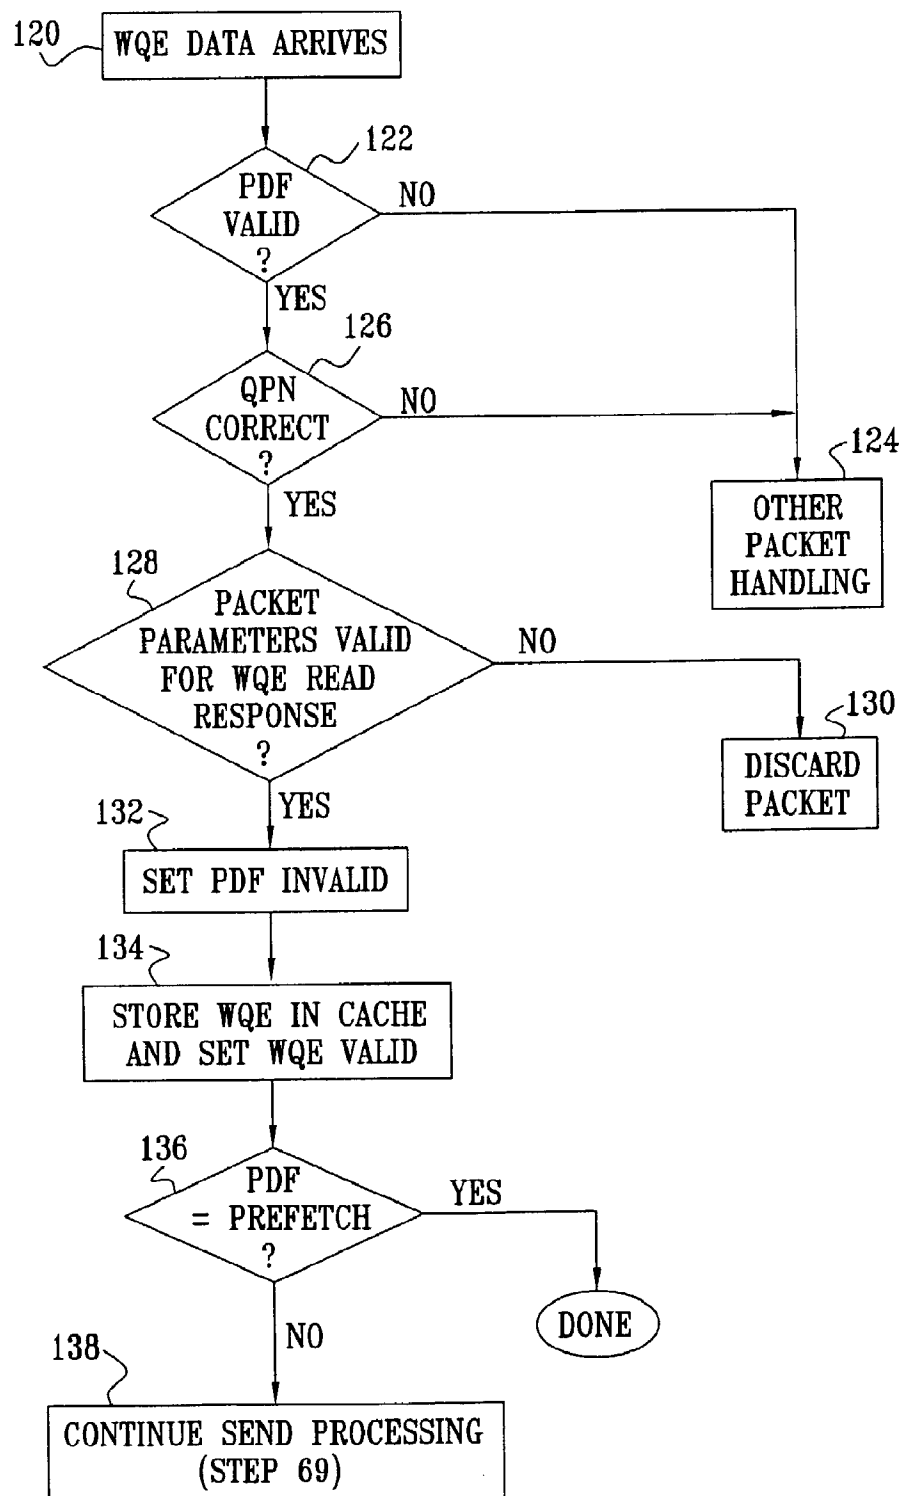 120
WQE DATA ARRIVES
122
PDF
VALID
?
NO
YES
126
QPN
CORRECT
?
NO
YES
124
OTHER
PACKET
HANDLING
128
PACKET
PARAMETERS VALID
FOR WQE READ
RESPONSE
?
NO
YES
130
DISCARD
PACKET
132
SET PDF INVALID
134
STORE WQE IN CACHE
AND SET WQE VALID
136
PDF
= PREFETCH
?
YES
DONE
NO
138
CONTINUE SEND PROCESSING
(STEP 69)